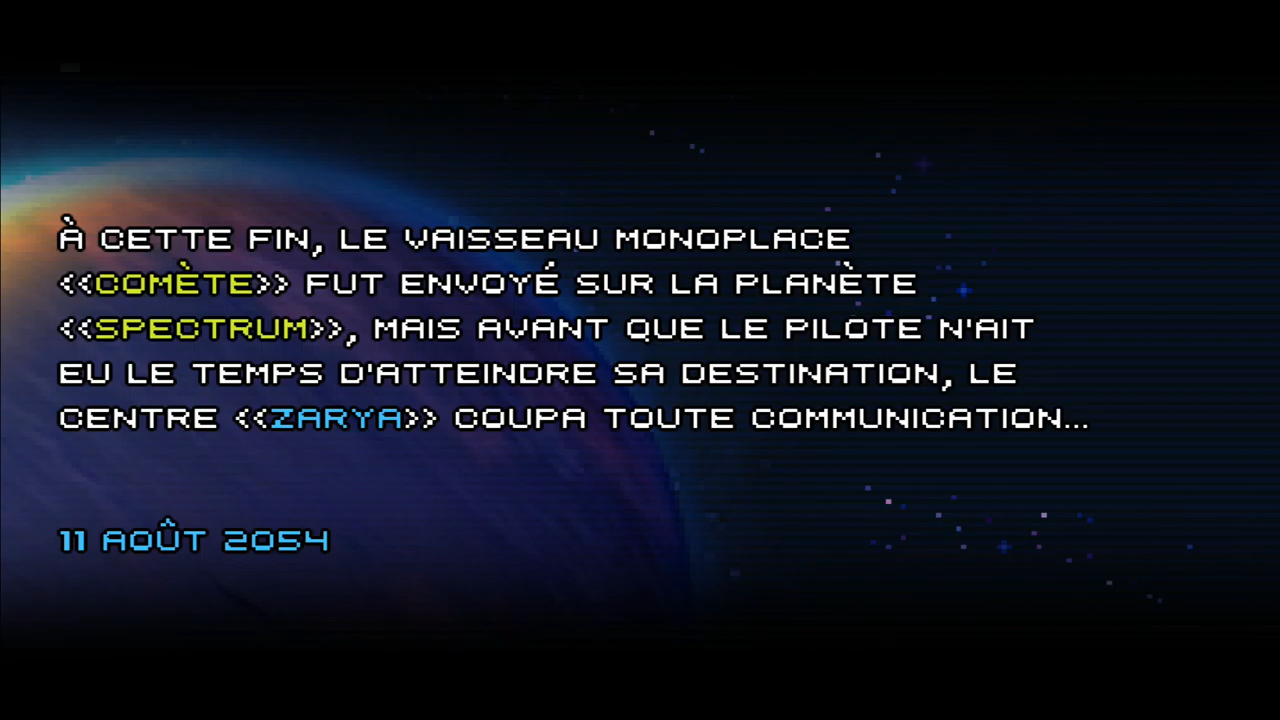 À CETTE FIN, LE VAISSEAU MONOPLACE
<<COMÈTE>> FUT ENVOYÉ SUR LA PLANÈTE
<<SPECTRUM>>, MAIS AVANT QUE LE PILOTE N'AIT
EU LE TEMPS D'ATTEINDRE SA DESTINATION, LE
CENTRE <<ZARYA>> COUPA TOUTE COMMUNICATION...
11 AOÛT 2054